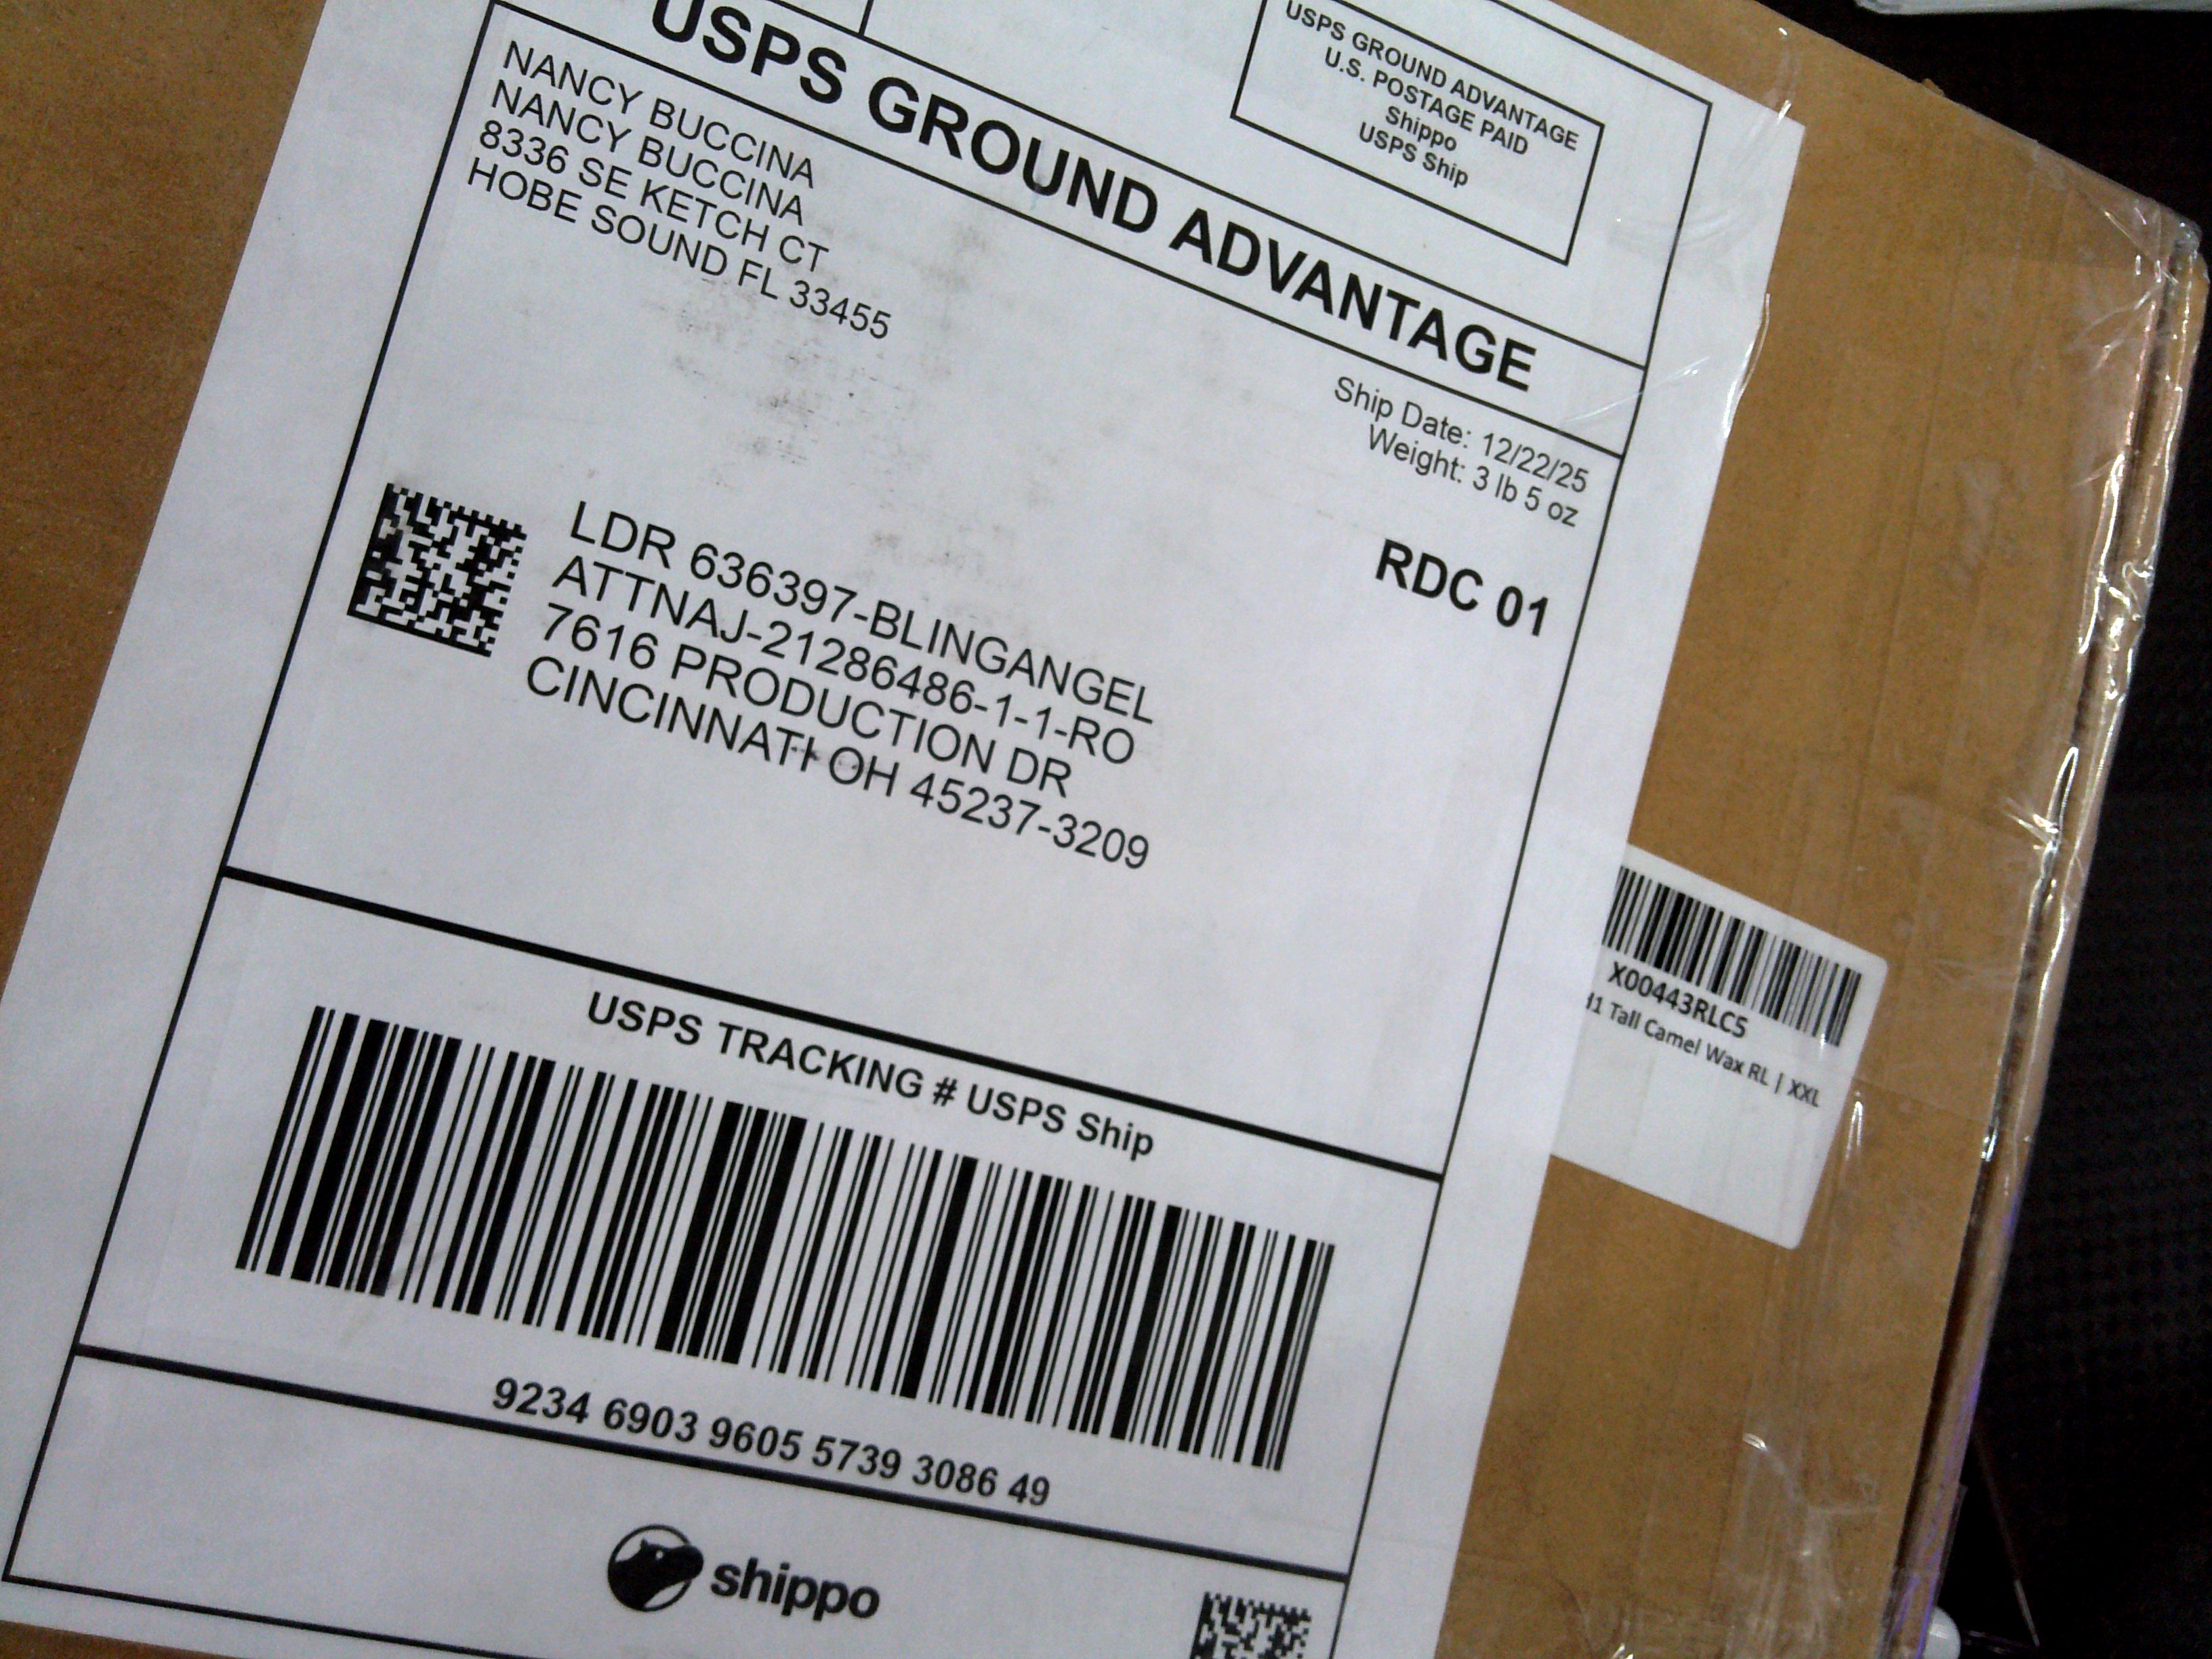 USPS GROUND ADVANTAGE
U.S. POSTAGE PAID
Shippo
USPS Ship
USPS GROUND ADVANTAGE
NANCY BUCCINA
NANCY BUCCINA
8336 SE KETCH CT
HOBE SOUND FL 33455
Ship Date: 12/22/25
Weight: 3 lb 5 oz
RDC 01
LDR 636397-BLINGANGEL
ATTNAJ-21286486-1-1-RO
7616 PRODUCTION DR
CINCINNATI OH 45237-3209
X00443RLC5
Tall Camel Wax RL | XXL
USPS TRACKING # USPS Ship
9234 6903 9605 5739 3086 49
shippo